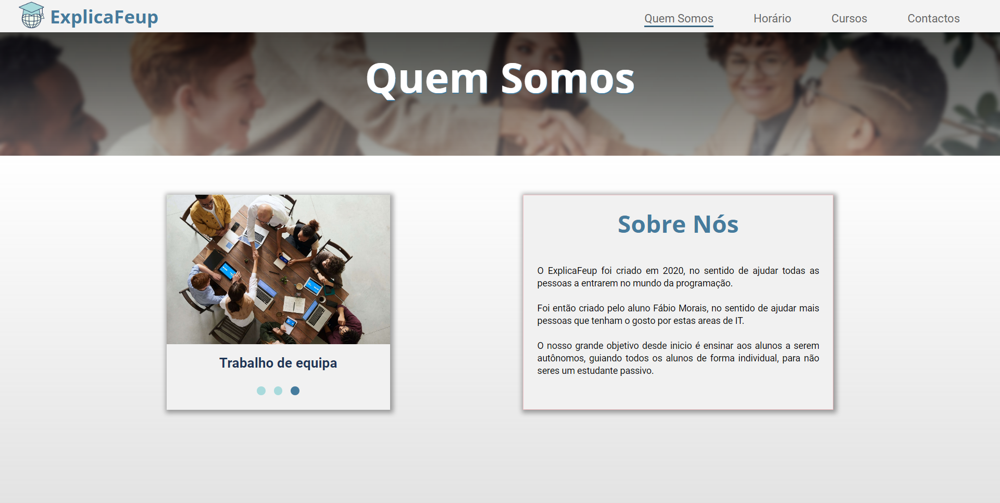 ExplicaFeup
Quem Somos
Horário
Cursos
Contactos
Quem Somos
Trabalho de equipa
Sobre Nós
O ExplicaFeup foi criado em 2020, no sentido de ajudar todas as
pessoas a entrarem no mundo da programação.
Foi então criado pelo aluno Fábio Morais, no sentido de ajudar mais
pessoas que tenham o gosto por estas areas de IT.
O nosso grande objetivo desde inicio é ensinar aos alunos a serem
autônomos, guiando todos os alunos de forma individual, para não
seres um estudante passivo.